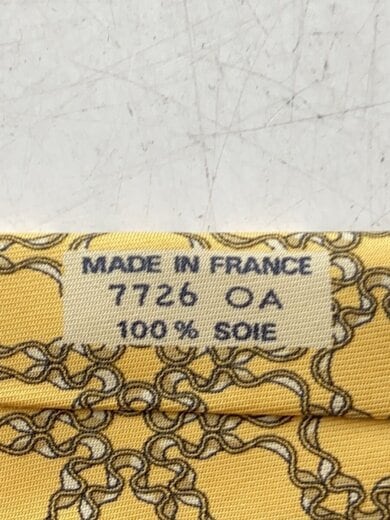 MADE IN FRANCE
7726 OA
100% SOIE